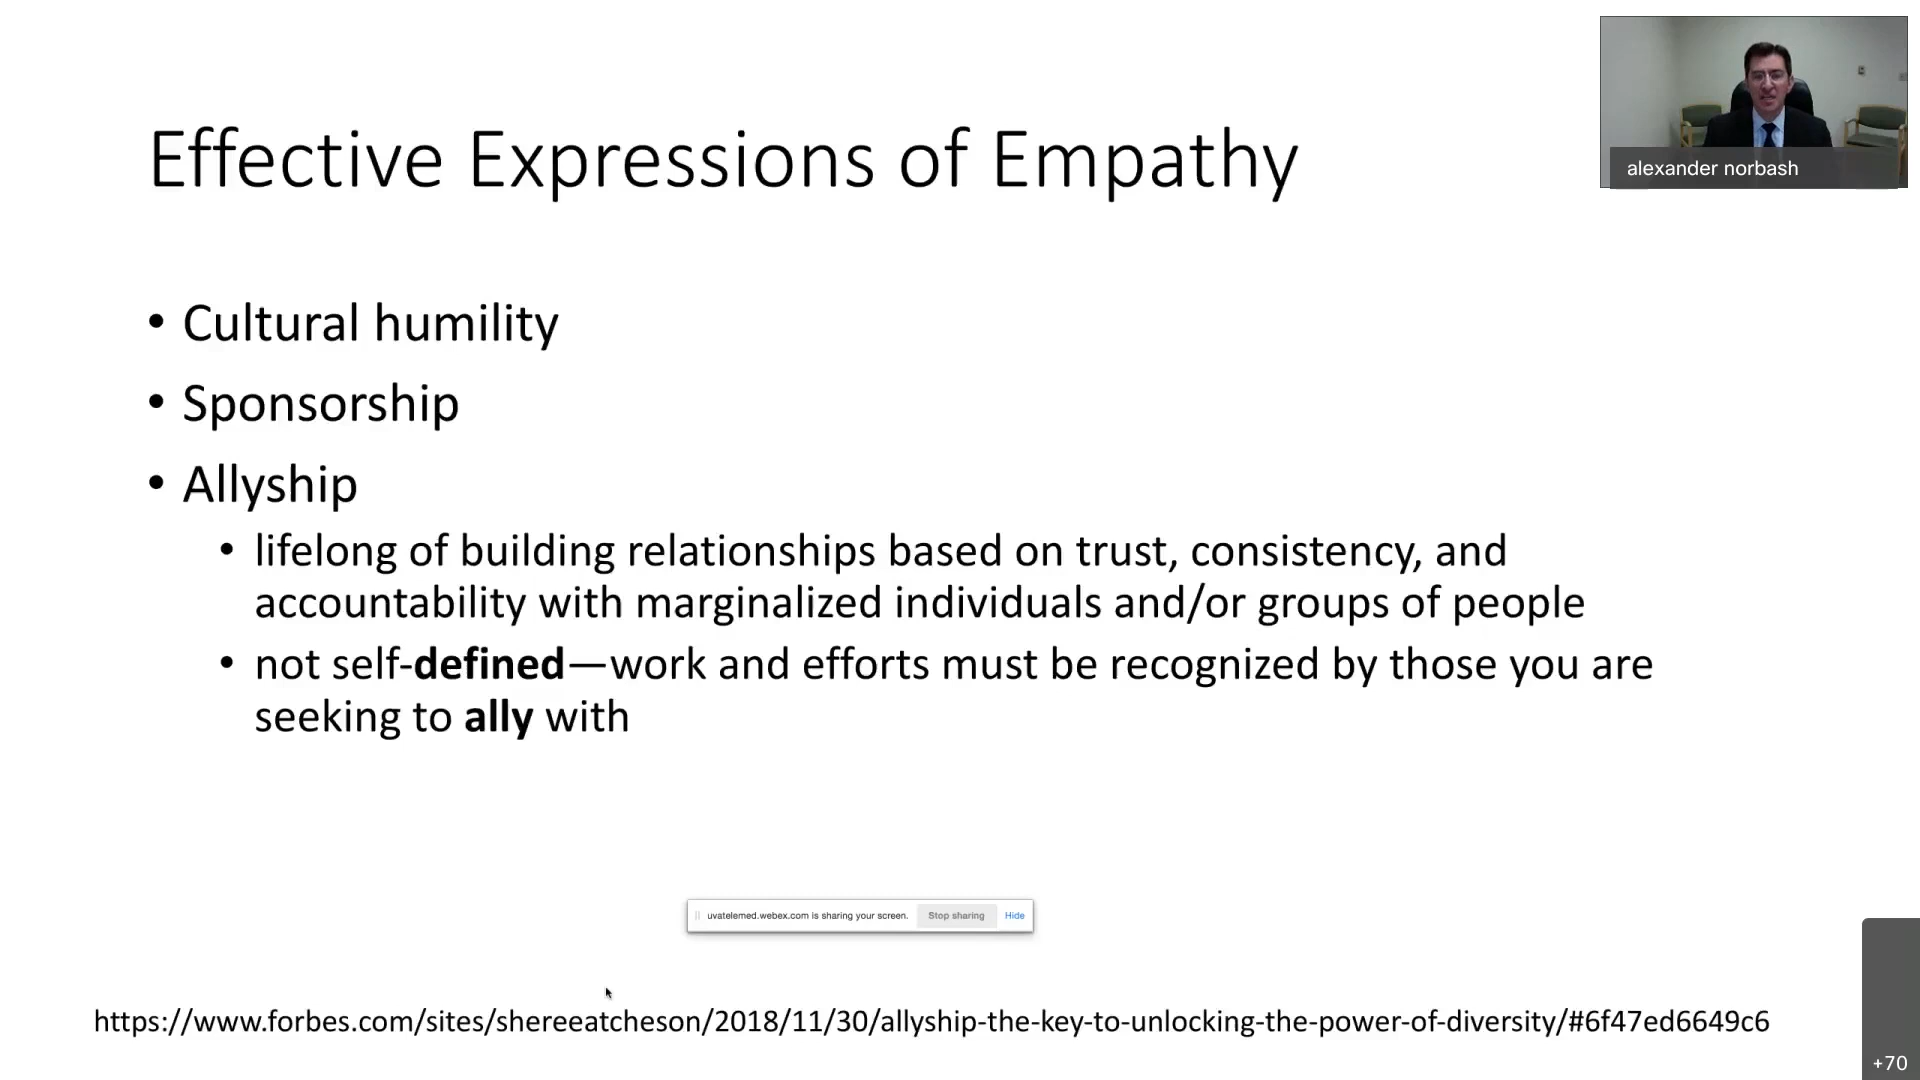 Effective Expressions of Empathy
alexander norbash
• Cultural humility
• Sponsorship
• Allyship
• lifelong of building relationships based on trust, consistency, and
accountability with marginalized individuals and/or groups of people
• not self-defined—work and efforts must be recognized by those you are
seeking to ally with
uvatelemed.webex.com is sharing your screen. Stop sharing Hide
https://www.forbes.com/sites/shereeatcheson/2018/11/30/allyship-the-key-to-unlocking-the-power-of-diversity/#6f47ed6649c6
+70